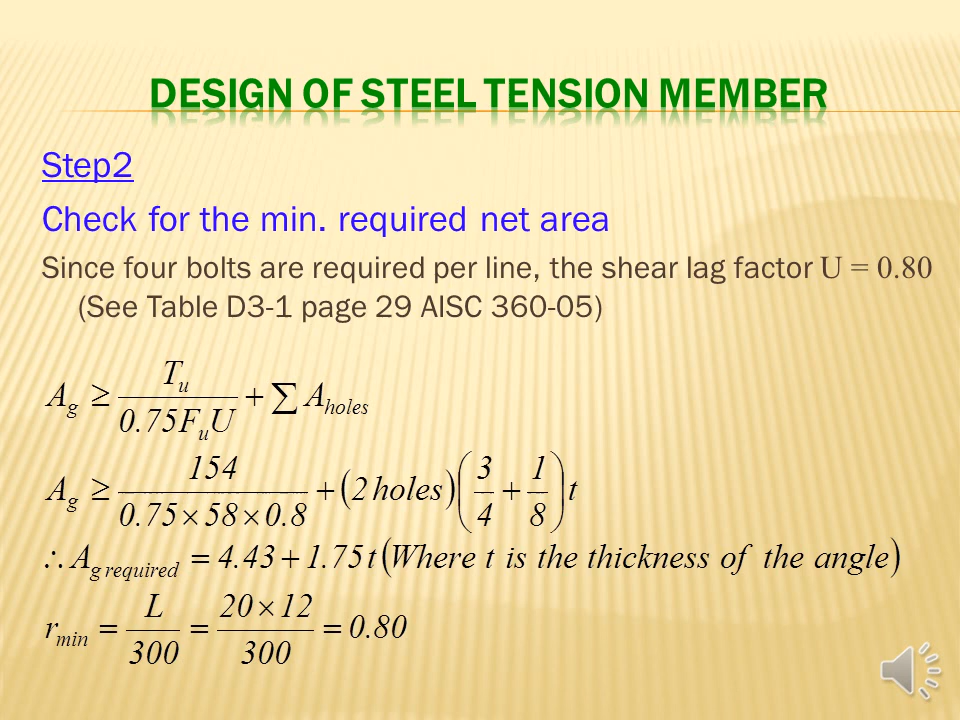 DESIGN OF STEEL TENSION MEMBER
Step2
Check for the min. required net area
Since four bolts are required per line, the shear lag factor U = 0.80
(See Table D3-1 page 29 AISC 360-05)
A_g ≥ T_u / (0.75 F_u U) + ∑ A_holes
A_g ≥ 154 / (0.75 × 58 × 0.8) + (2 holes)(3/4 + 1/8) t
∴ A_g required = 4.43 + 1.75 t (Where t is the thickness of the angle)
r_min = L / 300 = 20 × 12 / 300 = 0.80